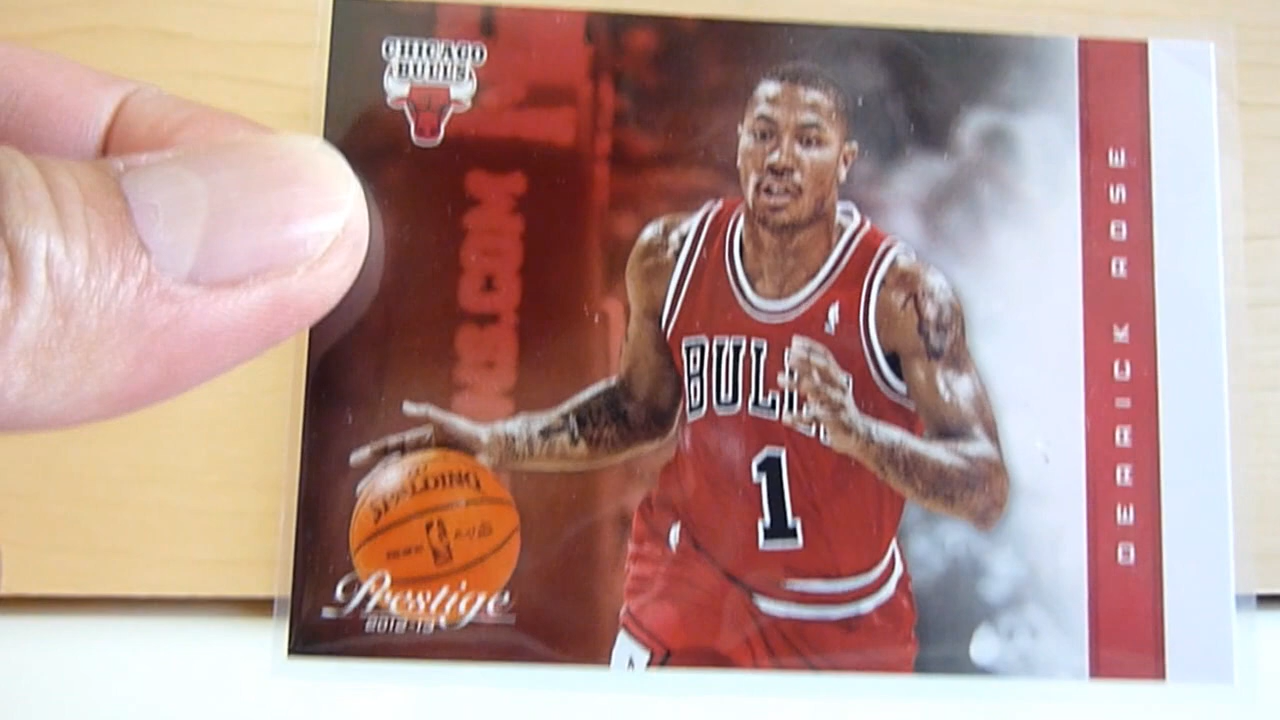 CHICAGO
BULLS
BULLS
1
SPALDING
Prestige
2012-13
DERRICK ROSE